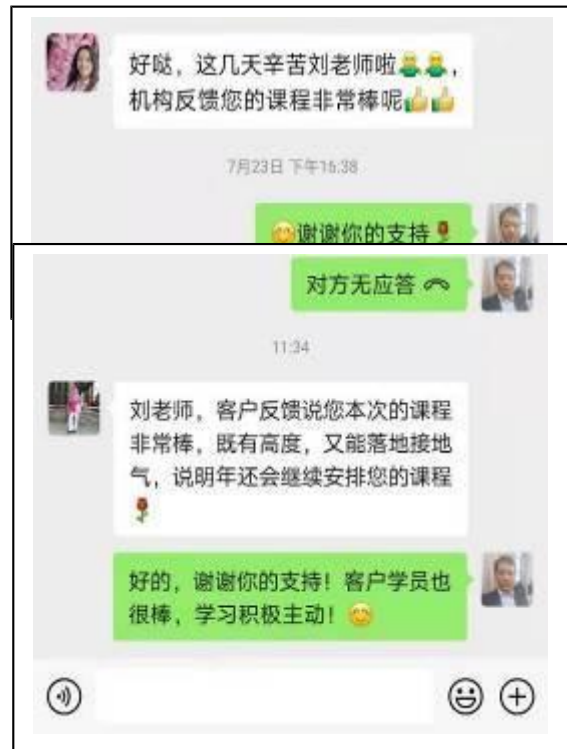 好哒，这几天辛苦刘老师啦，
机构反馈您的课程非常棒呢
7月23日 下午16:38
谢谢你的支持
对方无应答
11:34
刘老师，客户反馈说您本次的课程
非常棒，既有高度，又能落地接地
气，说明年还会继续安排您的课程
好的，谢谢你的支持！客户学员也
很棒，学习积极主动！